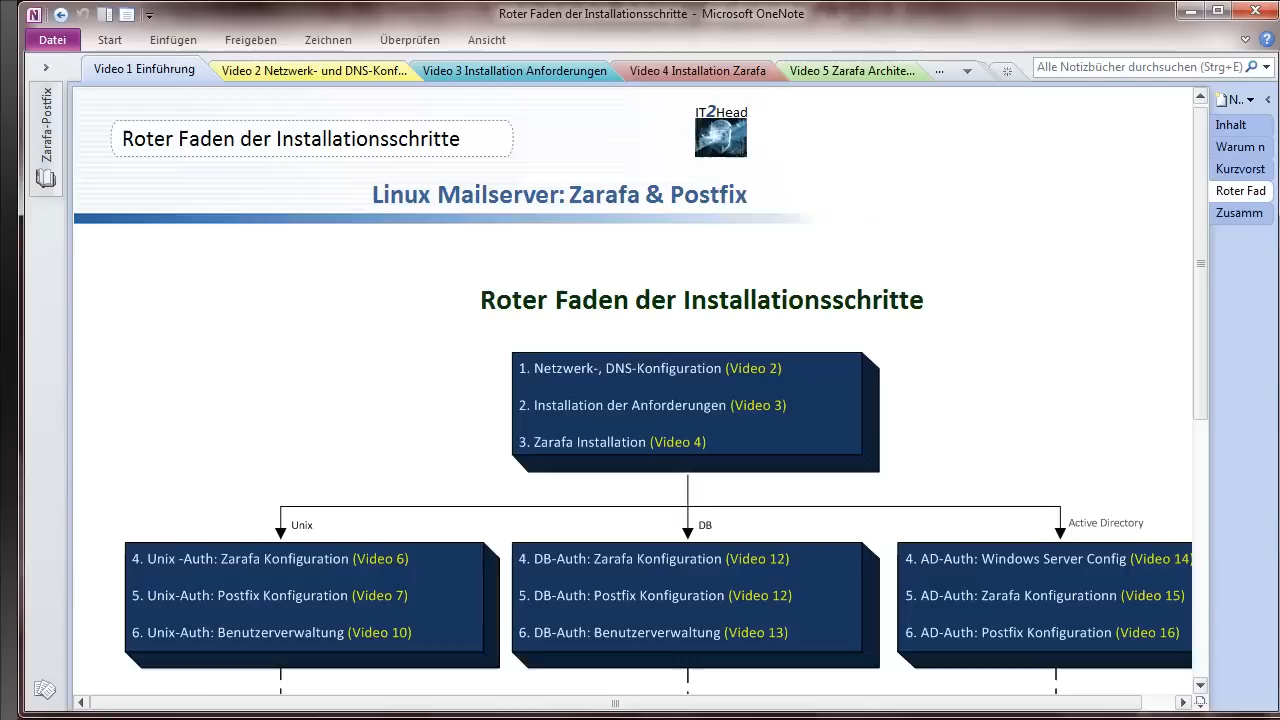 Roter Faden der Installationsschritte - Microsoft OneNote
Datei Start Einfügen Freigeben Zeichnen Überprüfen Ansicht
Video 1 Einführung Video 2 Netzwerk- und DNS-Konf... Video 3 Installation Anforderungen Video 4 Installation Zarafa Video 5 Zarafa Archite... ... Alle Notizbücher durchsuchen (Strg+E)
Zarafa-Postfix
N..
Inhalt
Warum n
Kurzvorst
Roter Fad
Zusamm
IT2Head
Roter Faden der Installationsschritte
Linux Mailserver: Zarafa & Postfix
Roter Faden der Installationsschritte
1. Netzwerk-, DNS-Konfiguration (Video 2)
2. Installation der Anforderungen (Video 3)
3. Zarafa Installation (Video 4)
Unix
DB
Active Directory
4. Unix -Auth: Zarafa Konfiguration (Video 6)
5. Unix-Auth: Postfix Konfiguration (Video 7)
6. Unix-Auth: Benutzerverwaltung (Video 10)
4. DB-Auth: Zarafa Konfiguration (Video 12)
5. DB-Auth: Postfix Konfiguration (Video 12)
6. DB-Auth: Benutzerverwaltung (Video 13)
4. AD-Auth: Windows Server Config (Video 14)
5. AD-Auth: Zarafa Konfigurationn (Video 15)
6. AD-Auth: Postfix Konfiguration (Video 16)